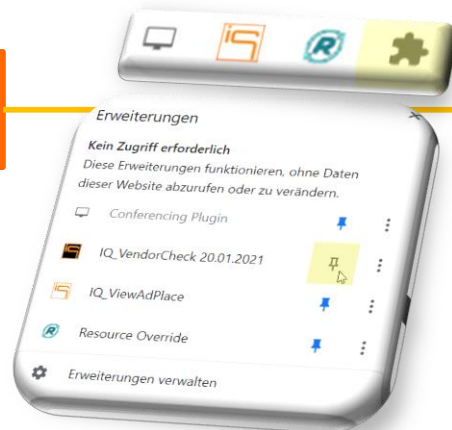 iq
R
Erweiterungen
Kein Zugriff erforderlich
Diese Erweiterungen funktionieren, ohne Daten
dieser Website abzurufen oder zu verändern.
Conferencing Plugin
IQ_VendorCheck 20.01.2021
IQ_ViewAdPlace
Resource Override
Erweiterungen verwalten